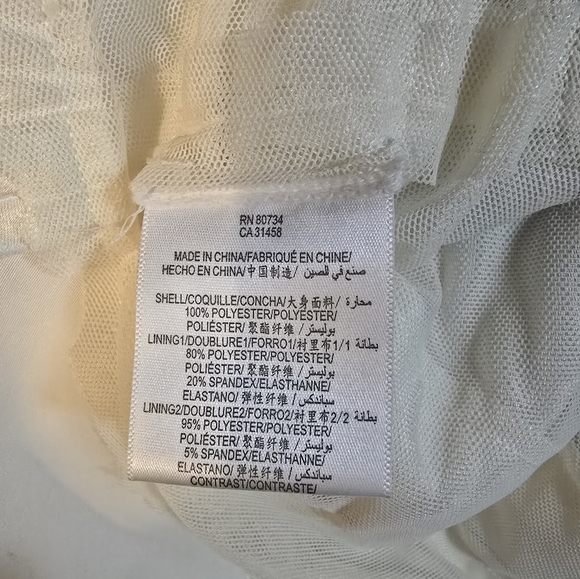 RN 80734
CA 31458
MADE IN CHINA/FABRIQUÉ EN CHINE/
HECHO EN CHINA/中国制造/ صنع في الصين
SHELL/COQUILLE/CONCHA/大身面料/ محارة
100% POLYESTER/POLYESTER/
POLIÉSTER/ 聚酯纤维 /بوليستر
LINING1/DOUBLURE1/FORRO1/衬里布1/1 بطانة
80% POLYESTER/POLYESTER/
POLIÉSTER/ 聚酯纤维 /بوليستر
20% SPANDEX/ELASTHANNE/
ELASTANO/ 弹性纤维 /سباندكس
LINING2/DOUBLURE2/FORRO2/衬里布2/2 بطانة
95% POLYESTER/POLYESTER/
POLIÉSTER/ 聚酯纤维 /بوليستر
5% SPANDEX/ELASTHANNE/
ELASTANO/ 弹性纤维 /سباندكس
CONTRAST/CONTRASTE/